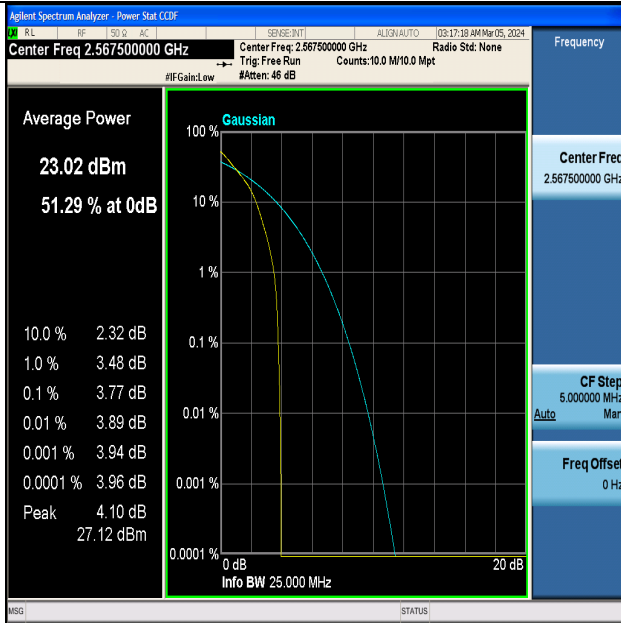 Agilent Spectrum Analyzer - Power Stat CCDF
LXI RL RF 50 Ω AC SENSE:INT ALIGN AUTO 03:17:18 AM Mar 05, 2024
Center Freq 2.567500000 GHz
Center Freq: 2.567500000 GHz Radio Std: None
Trig: Free Run Counts:10.0 M/10.0 Mpt
#IFGain:Low #Atten: 46 dB
Frequency
Average Power
23.02 dBm
51.29 % at 0dB
10.0 % 2.32 dB
1.0 % 3.48 dB
0.1 % 3.77 dB
0.01 % 3.89 dB
0.001 % 3.94 dB
0.0001 % 3.96 dB
Peak 4.10 dB
27.12 dBm
Gaussian
100 %
10 %
1 %
0.1 %
0.01 %
0.001 %
0.0001 %
0 dB 20 dB
Info BW 25.000 MHz
Center Freq
2.567500000 GHz
CF Step
5.000000 MHz
Auto Man
Freq Offset
0 Hz
MSG STATUS